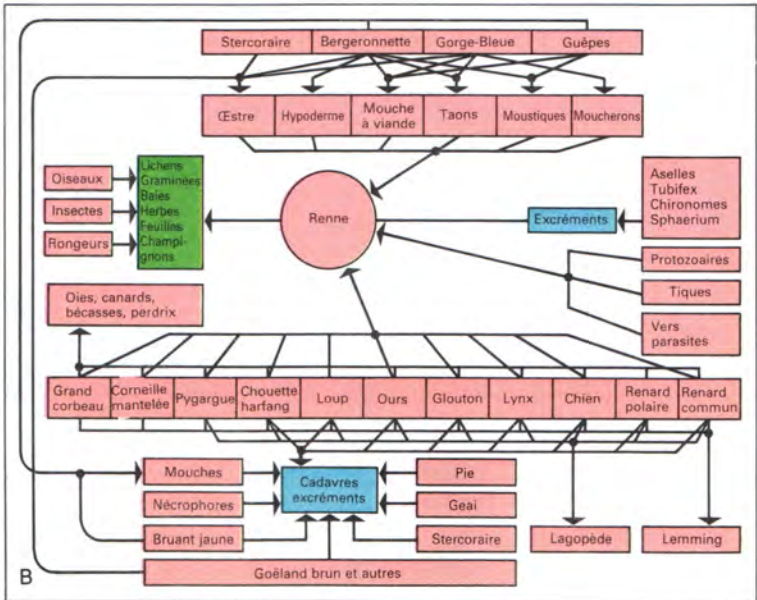 Stercoraire
Bergeronnette
Gorge-Bleue
Guêpes
Œstre
Hypoderme
Mouche
à viande
Taons
Moustiques
Moucherons
Oiseaux
Insectes
Rongeurs
Lichens
Graminées
Baies
Herbes
Feuilles
Champi-
gnons
Renne
Excréments
Aselles
Tubifex
Chironomes
Sphaerium
Protozoaires
Tiques
Vers
parasites
Oies, canards,
bécasses, perdrix
Grand
corbeau
Corneille
mantelée
Pygargue
Chouette
harfang
Loup
Ours
Glouton
Lynx
Chien
Renard
polaire
Renard
commun
Mouches
Nécrophores
Bruant jaune
Cadavres
excréments
Pie
Geai
Stercoraire
Lagopède
Lemming
Goëland brun et autres
B